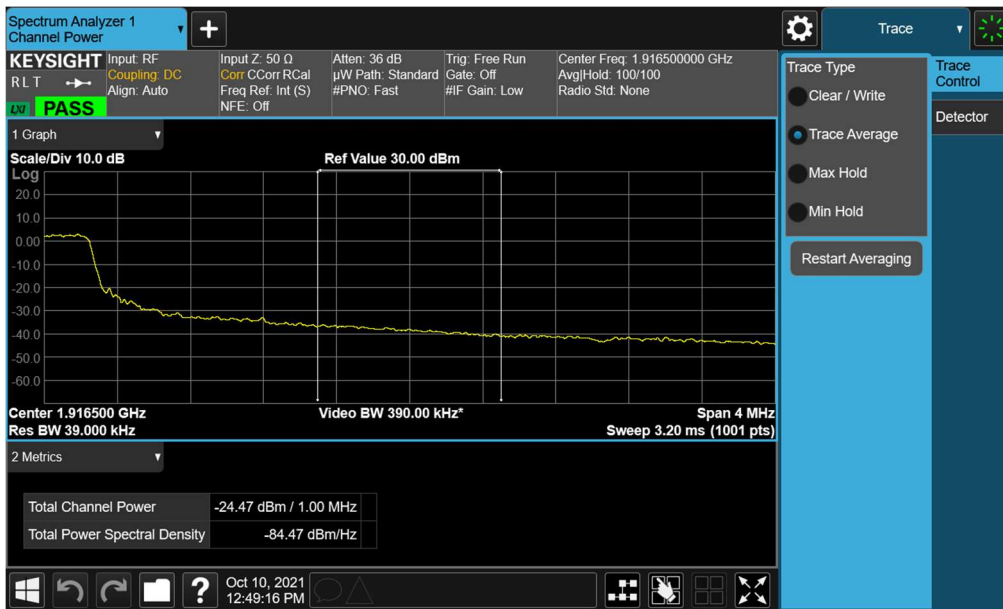 Spectrum Analyzer 1
Channel Power
Trace
KEYSIGHT
R L T
LXI
PASS
Input: RF
Coupling: DC
Align: Auto
Input Z: 50 Ω
Corr CCorr RCal
Freq Ref: Int (S)
NFE: Off
Atten: 36 dB
µW Path: Standard
#PNO: Fast
Trig: Free Run
Gate: Off
#IF Gain: Low
Center Freq: 1.916500000 GHz
Avg|Hold: 100/100
Radio Std: None
1 Graph
Scale/Div 10.0 dB
Ref Value 30.00 dBm
Log
20.0
10.0
0.00
-10.0
-20.0
-30.0
-40.0
-50.0
-60.0
Center 1.916500 GHz
Video BW 390.00 kHz*
Span 4 MHz
Res BW 39.000 kHz
Sweep 3.20 ms (1001 pts)
2 Metrics
Total Channel Power -24.47 dBm / 1.00 MHz
Total Power Spectral Density -84.47 dBm/Hz
Trace Type
Clear / Write
Trace Average
Max Hold
Min Hold
Restart Averaging
Trace
Control
Detector
?
Oct 10, 2021
12:49:16 PM